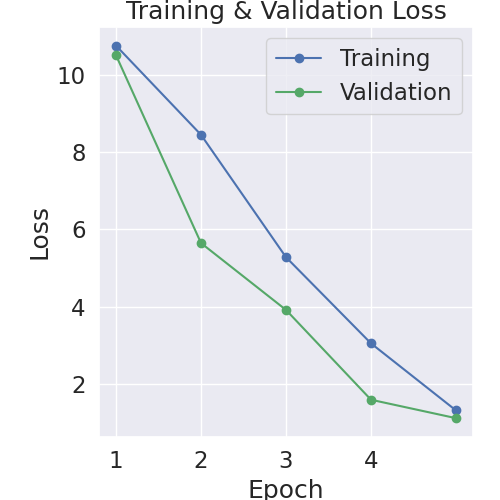 Training & Validation Loss
Training
Validation
Loss
10
8
6
4
2
1 2 3 4
Epoch